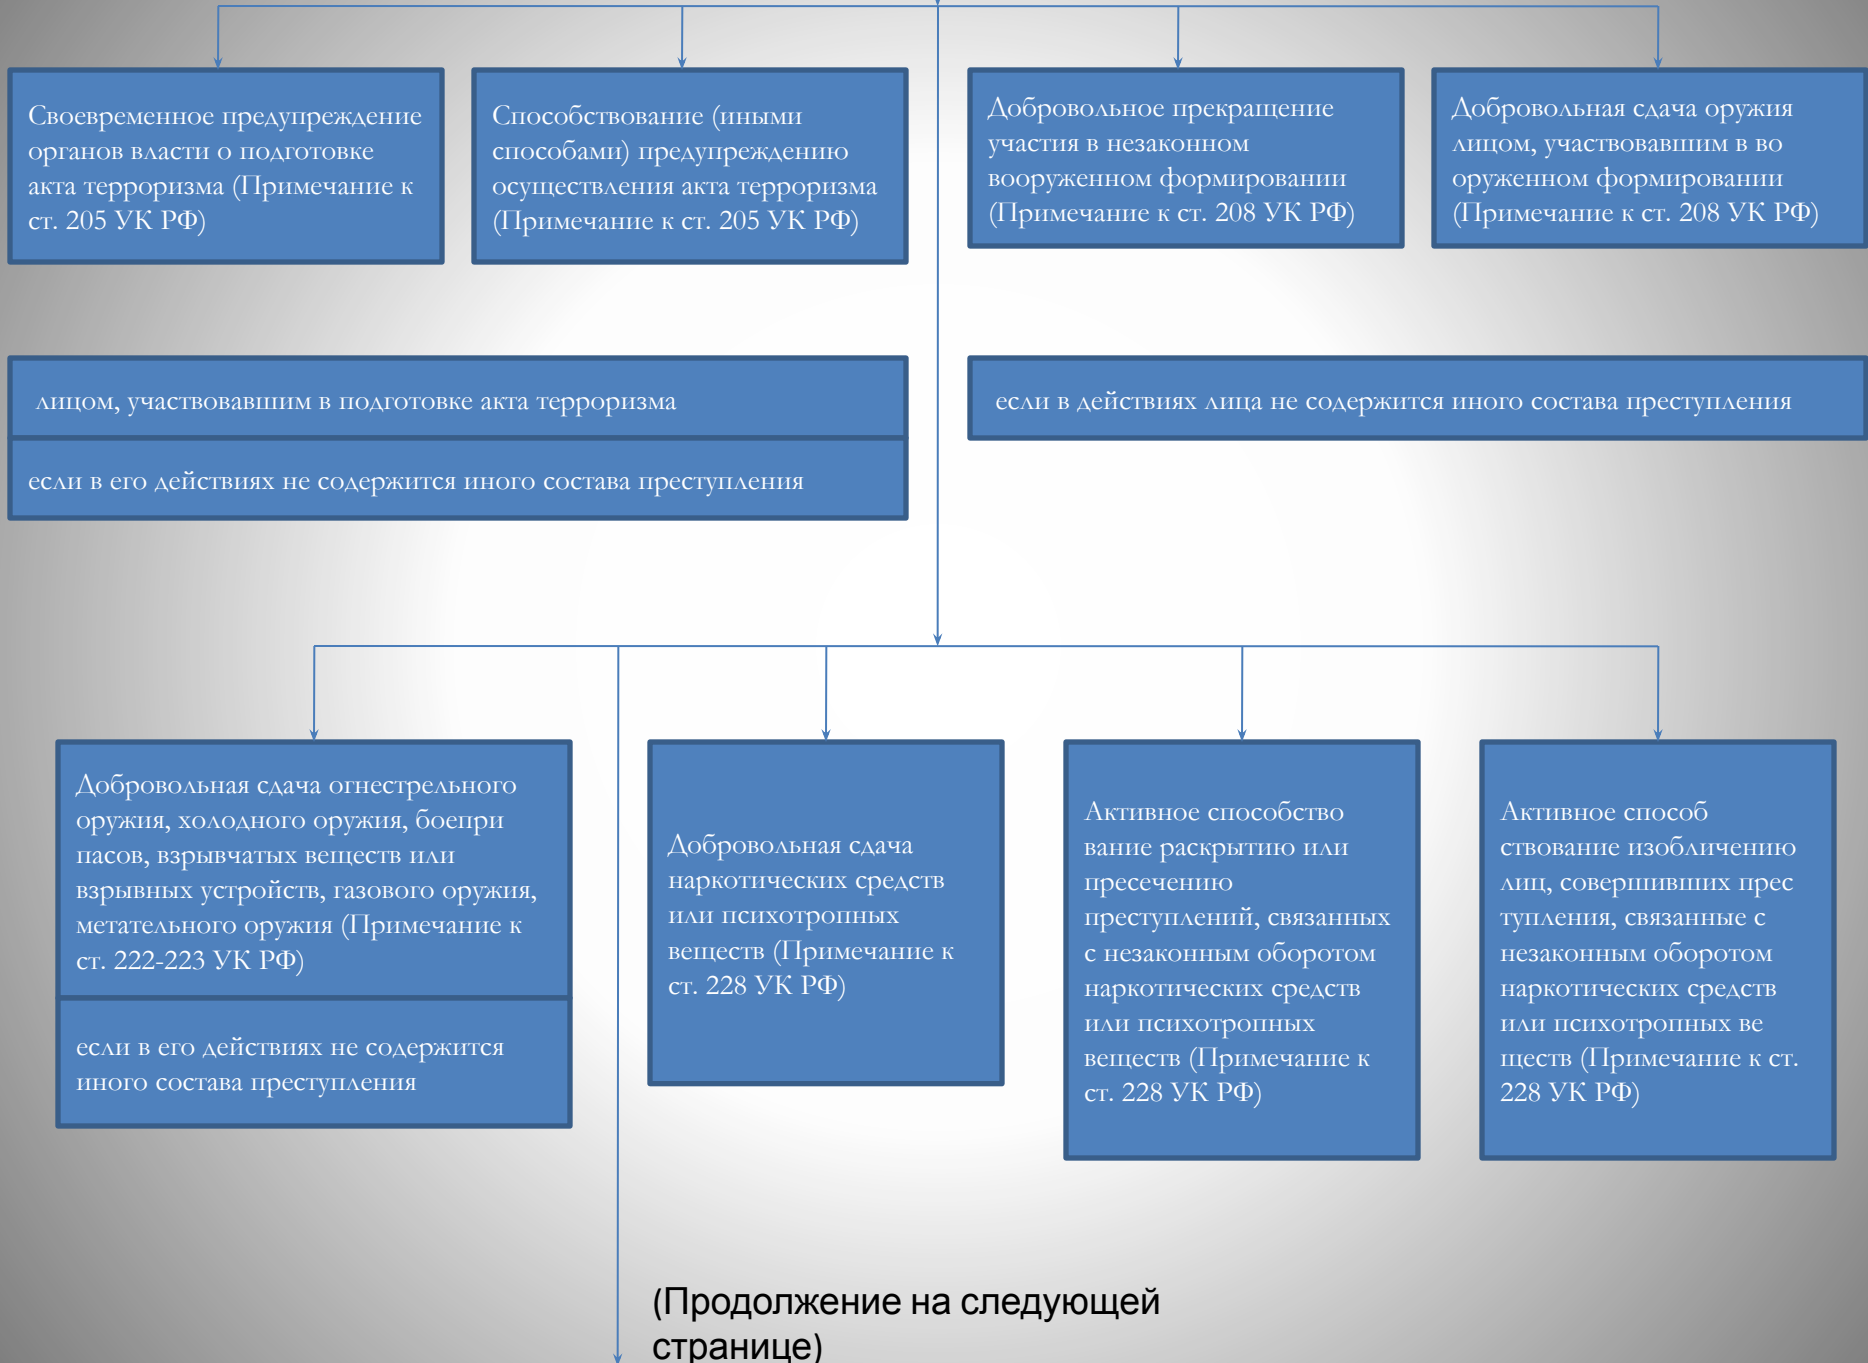 Своевременное предупреждение
органов власти о подготовке
акта терроризма (Примечание к
ст. 205 УК РФ)
Способствование (иными
способами) предупреждению
осуществления акта терроризма
(Примечание к ст. 205 УК РФ)
Добровольное прекращение
участия в незаконном
вооруженном формировании
(Примечание к ст. 208 УК РФ)
Добровольная сдача оружия
лицом, участвовавшим в во
оруженном формировании
(Примечание к ст. 208 УК РФ)
лицом, участвовавшим в подготовке акта терроризма
если в его действиях не содержится иного состава преступления
если в действиях лица не содержится иного состава преступления
Добровольная сдача огнестрельного
оружия, холодного оружия, боепри
пасов, взрывчатых веществ или
взрывных устройств, газового оружия,
метательного оружия (Примечание к
ст. 222-223 УК РФ)
если в его действиях не содержится
иного состава преступления
Добровольная сдача
наркотических средств
или психотропных
веществ (Примечание к
ст. 228 УК РФ)
Активное способство
вание раскрытию или
пресечению
преступлений, связанных
с незаконным оборотом
наркотических средств
или психотропных
веществ (Примечание к
ст. 228 УК РФ)
Активное способ
ствование изобличению
лиц, совершивших прес
тупления, связанные с
незаконным оборотом
наркотических средств
или психотропных ве
ществ (Примечание к ст.
228 УК РФ)
(Продолжение на следующей
странице)